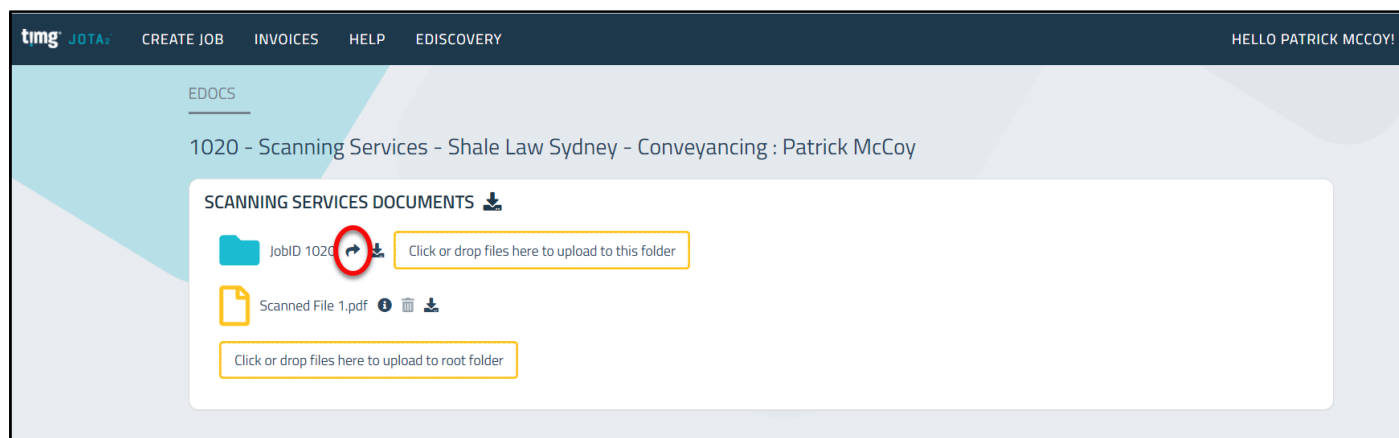 timg JOTA2 CREATE JOB INVOICES HELP EDISCOVERY HELLO PATRICK MCCOY!
EDOCS
1020 - Scanning Services - Shale Law Sydney - Conveyancing : Patrick McCoy
SCANNING SERVICES DOCUMENTS
JobID 1020 Click or drop files here to upload to this folder
Scanned File 1.pdf
Click or drop files here to upload to root folder